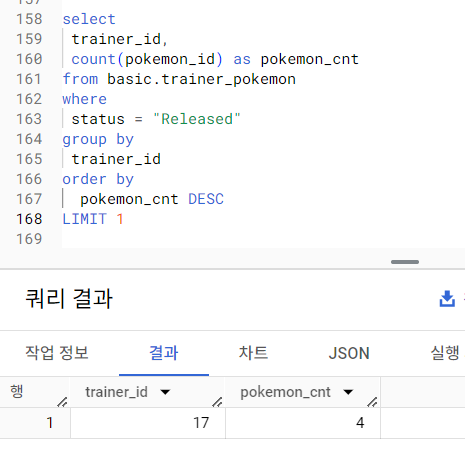 157
158 select
159 trainer_id,
160 count(pokemon_id) as pokemon_cnt
161 from basic.trainer_pokemon
162 where
163 status = "Released"
164 group by
165 trainer_id
166 order by
167 pokemon_cnt DESC
168 LIMIT 1
169
쿼리 결과
작업 정보 결과 차트 JSON 실행
행 trainer_id pokemon_cnt
1 17 4